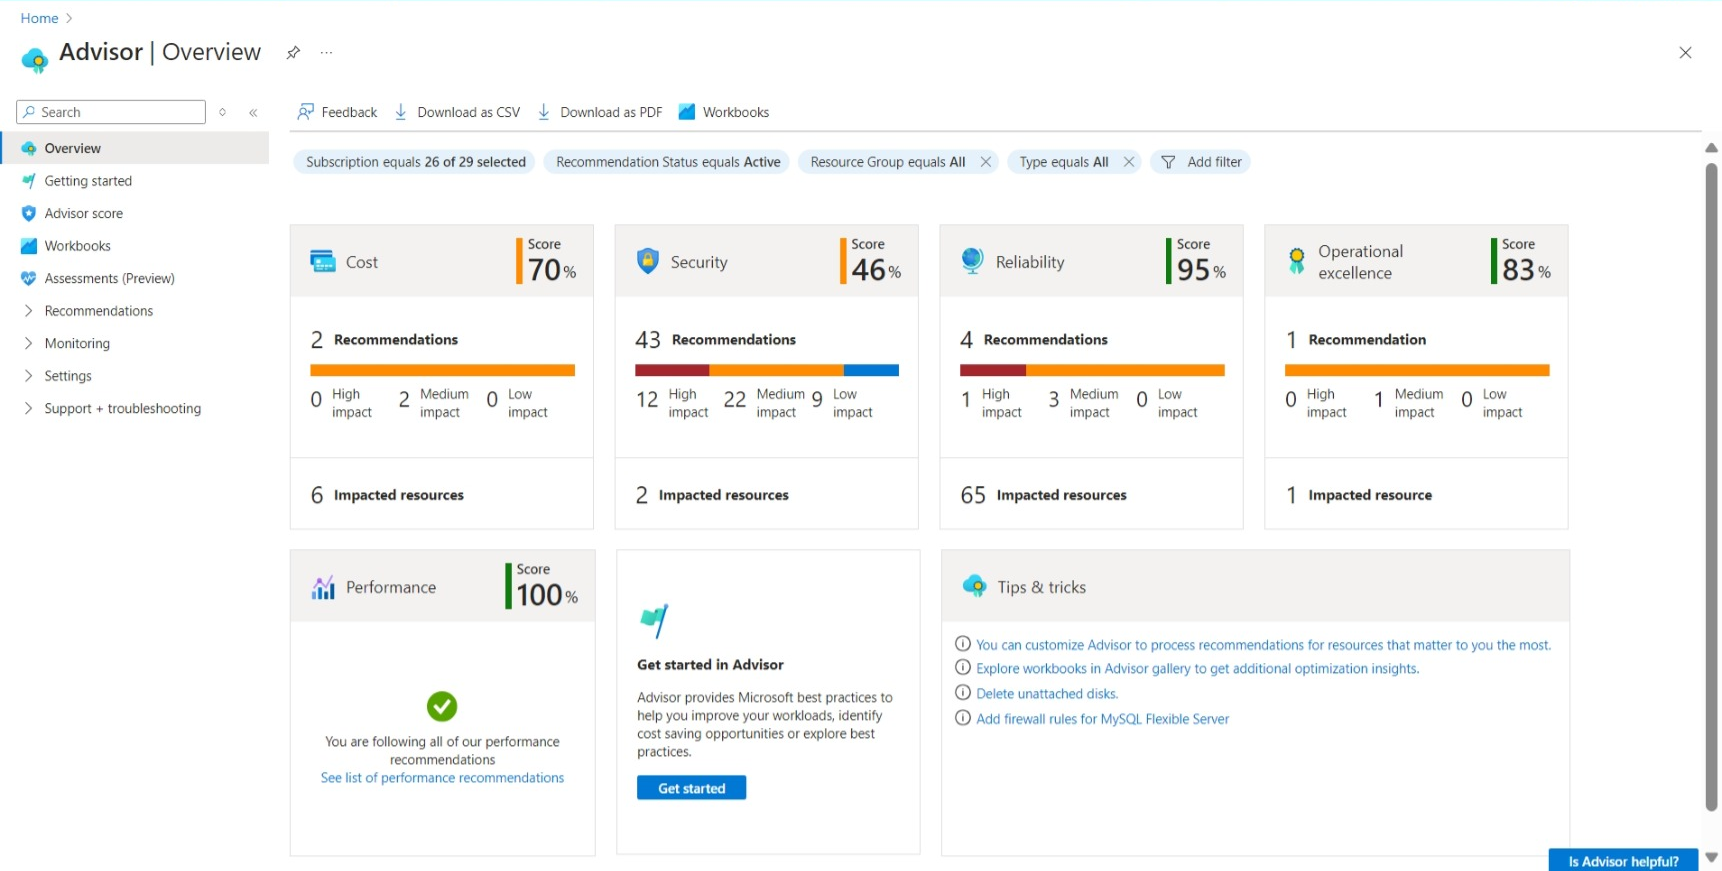 Home
Advisor | Overview
Search
Overview
Getting started
Advisor score
Workbooks
Assessments (Preview)
Recommendations
Monitoring
Settings
Support + troubleshooting
Feedback Download as CSV Download as PDF Workbooks
Subscription equals 26 of 29 selected Recommendation Status equals Active Resource Group equals All Type equals All Add filter
Cost
Score
70%
2 Recommendations
0 High impact 2 Medium impact 0 Low impact
6 Impacted resources
Security
Score
46%
43 Recommendations
12 High impact 22 Medium impact 9 Low impact
2 Impacted resources
Reliability
Score
95%
4 Recommendations
1 High impact 3 Medium impact 0 Low impact
65 Impacted resources
Operational
excellence
Score
83%
1 Recommendation
0 High impact 1 Medium impact 0 Low impact
1 Impacted resource
Performance
Score
100%
You are following all of our performance
recommendations
See list of performance recommendations
Get started in Advisor
Advisor provides Microsoft best practices to
help you improve your workloads, identify
cost saving opportunities or explore best
practices.
Get started
Tips & tricks
You can customize Advisor to process recommendations for resources that matter to you the most.
Explore workbooks in Advisor gallery to get additional optimization insights.
Delete unattached disks.
Add firewall rules for MySQL Flexible Server
Is Advisor helpful?